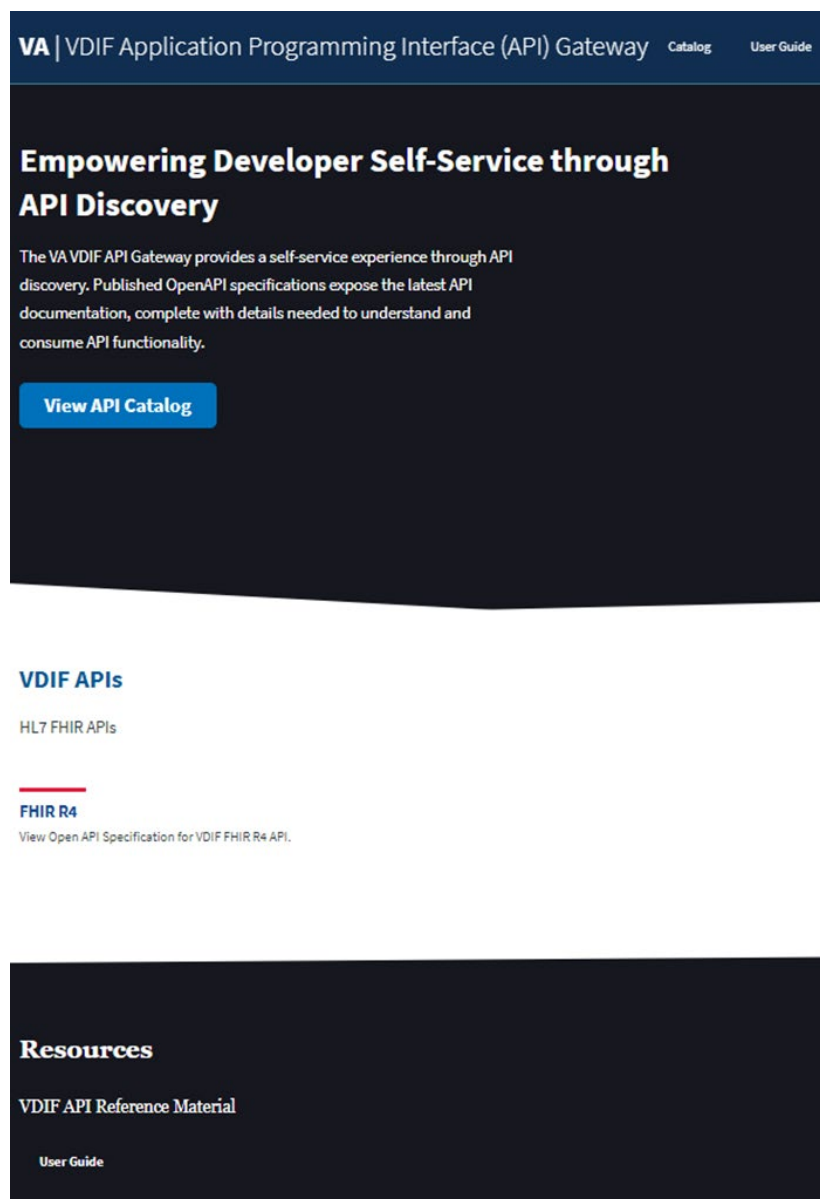 VA | VDIF Application Programming Interface (API) Gateway Catalog User Guide
Empowering Developer Self-Service through
API Discovery
The VA VDIF API Gateway provides a self-service experience through API
discovery. Published OpenAPI specifications expose the latest API
documentation, complete with details needed to understand and
consume API functionality.
View API Catalog
VDIF APIs
HL7 FHIR APIs
FHIR R4
View Open API Specification for VDIF FHIR R4 API.
Resources
VDIF API Reference Material
User Guide